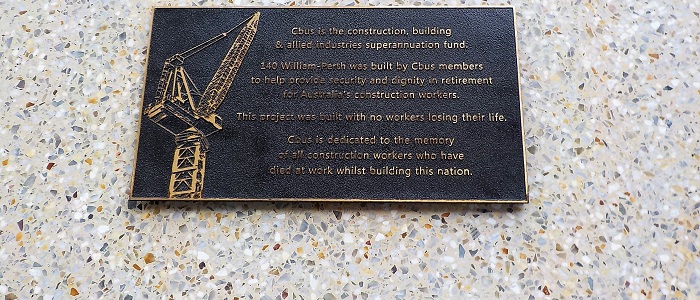 Cbus is the construction, building
& allied industries superannuation fund.
140 William-Perth was built by Cbus members
to help provide security and dignity in retirement
for Australia's construction workers.
This project was built with no workers losing their life.
Cbus is dedicated to the memory
of all construction workers who have
died at work whilst building this nation.